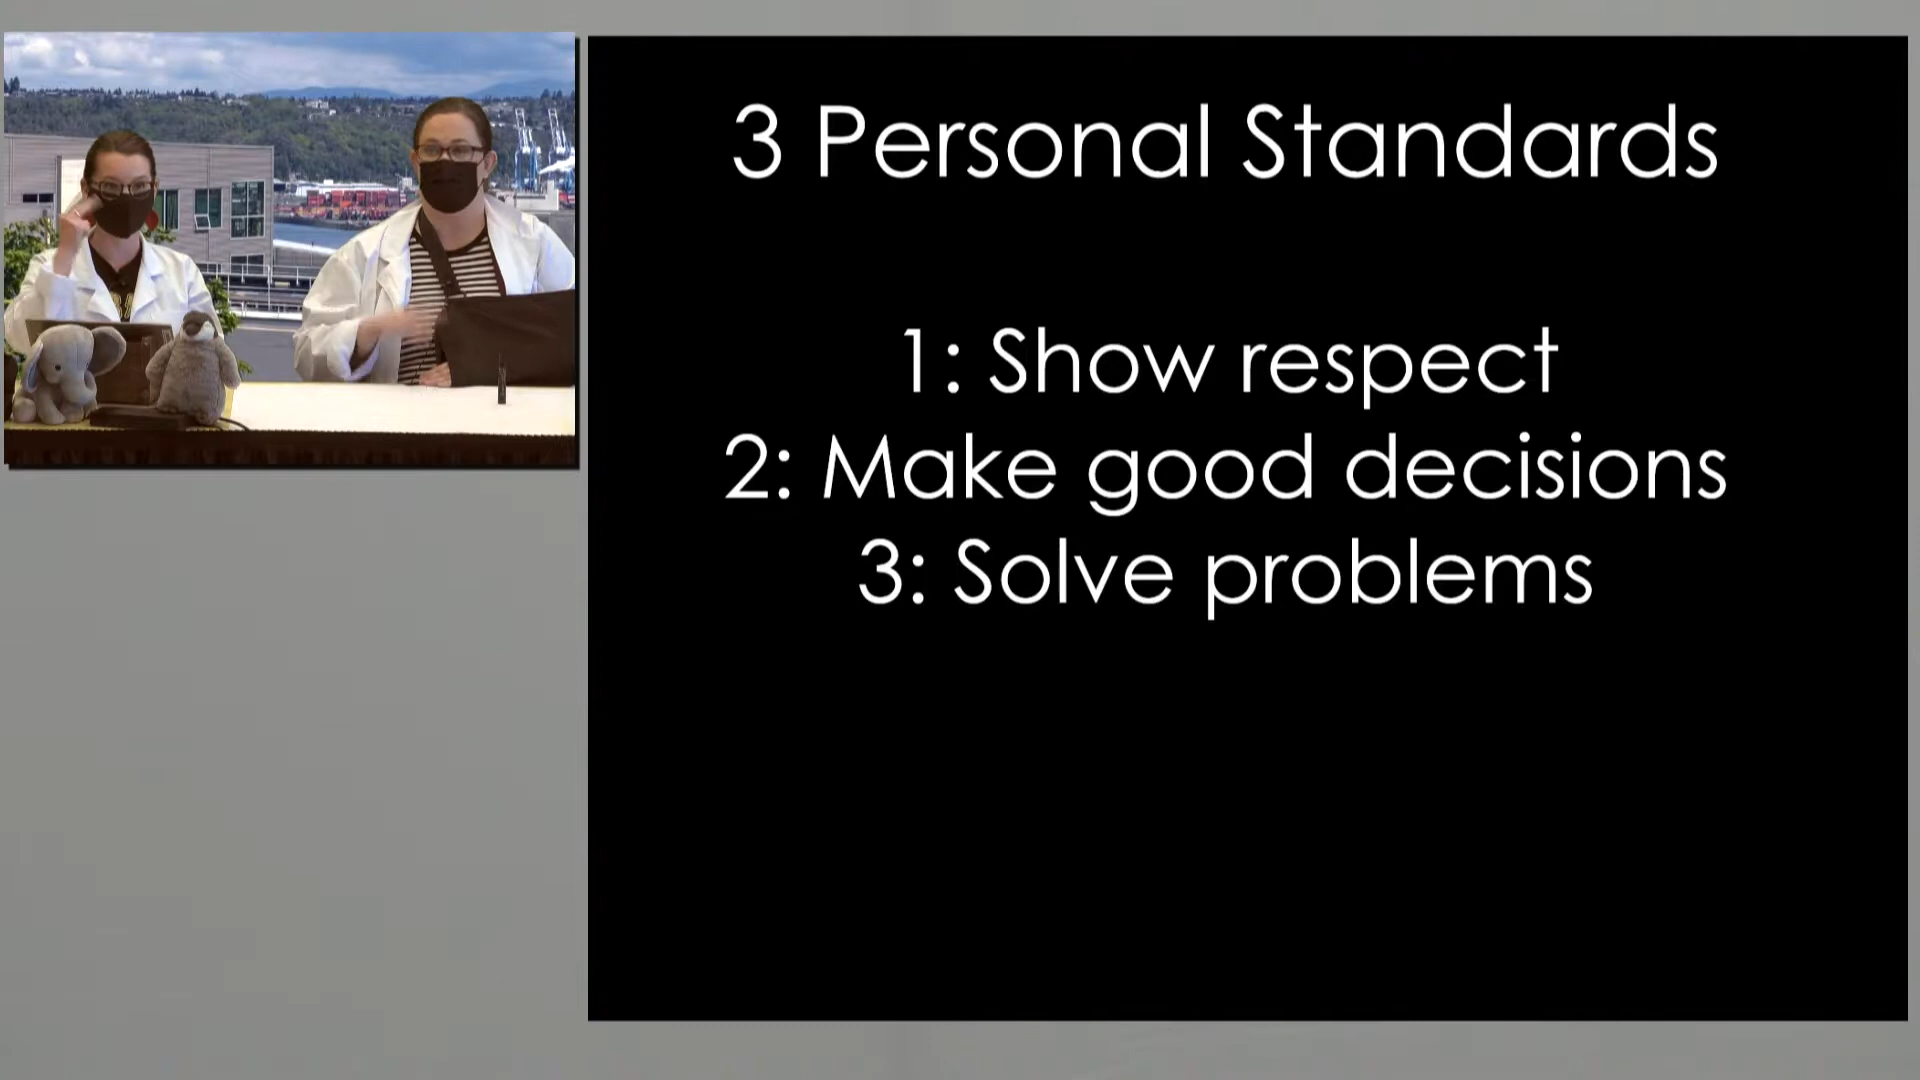 3 Personal Standards
1: Show respect
2: Make good decisions
3: Solve problems